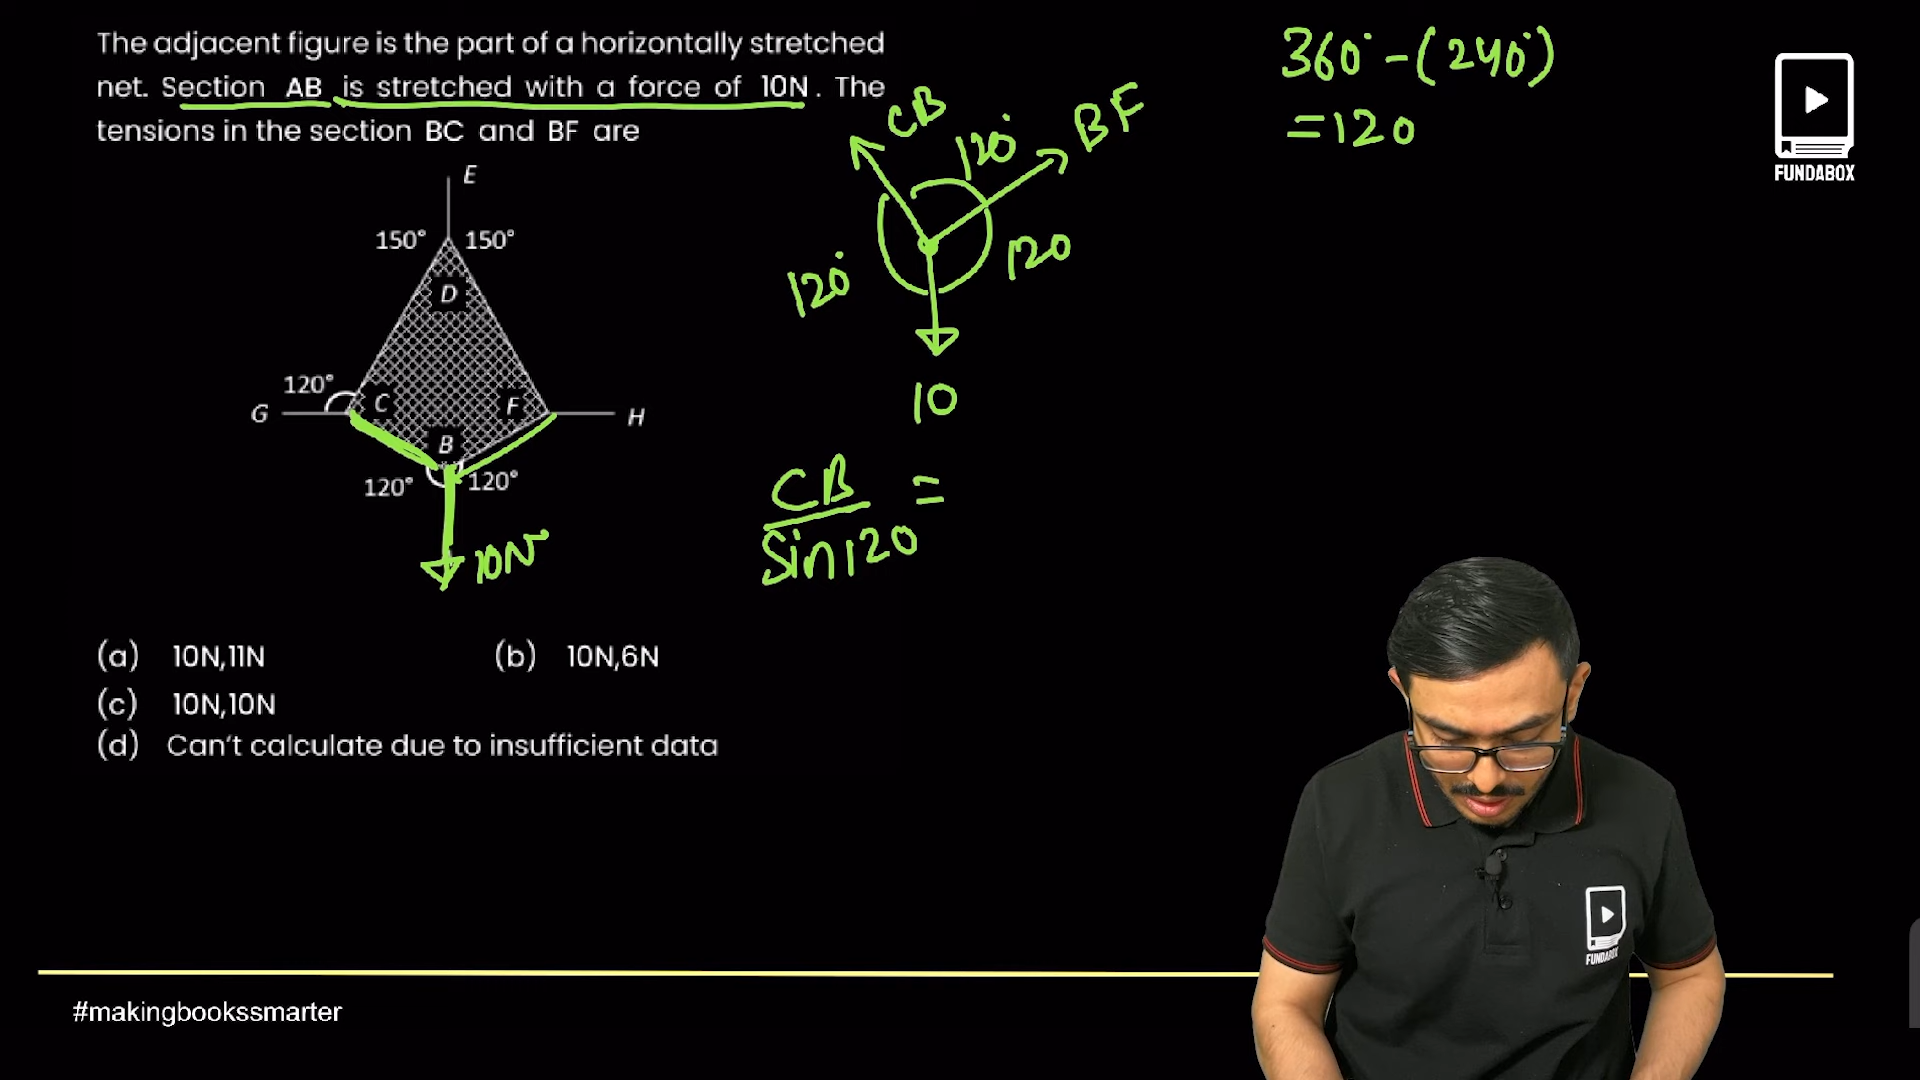 The adjacent figure is the part of a horizontally stretched
net. Section AB is stretched with a force of 10N. The
tensions in the section BC and BF are
E
150° 150°
D
120°
G C F H
B
120° 120°
10N
(a) 10N,11N (b) 10N,6N
(c) 10N,10N
(d) Can't calculate due to insufficient data
CB BF
120°
120° 120
10
CB =
Sin120
360° - (240°)
= 120
FUNDABOX
FUNDABOX
#makingbookssmarter